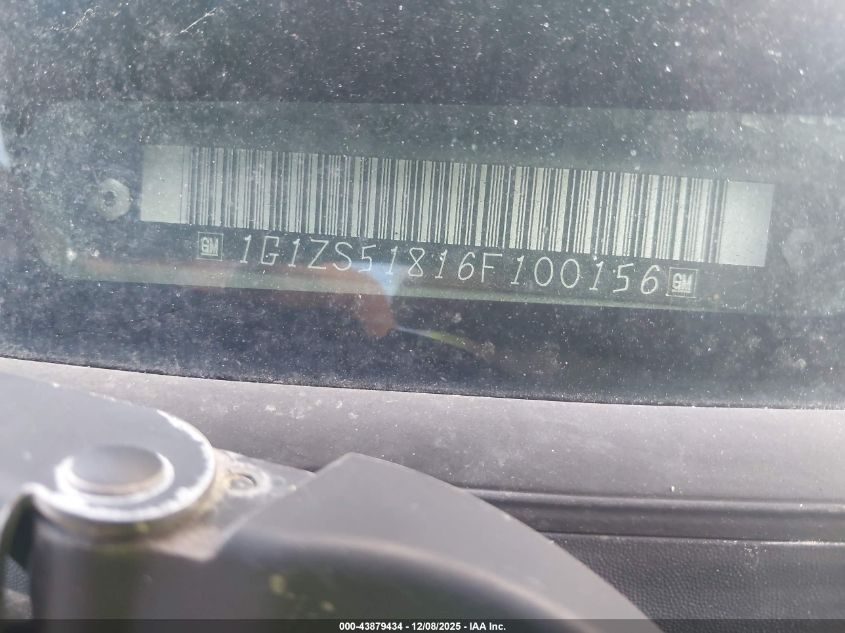 GM 1G1ZS51816F100156 GM
000-43879434 - 12/08/2025 - IAA Inc.